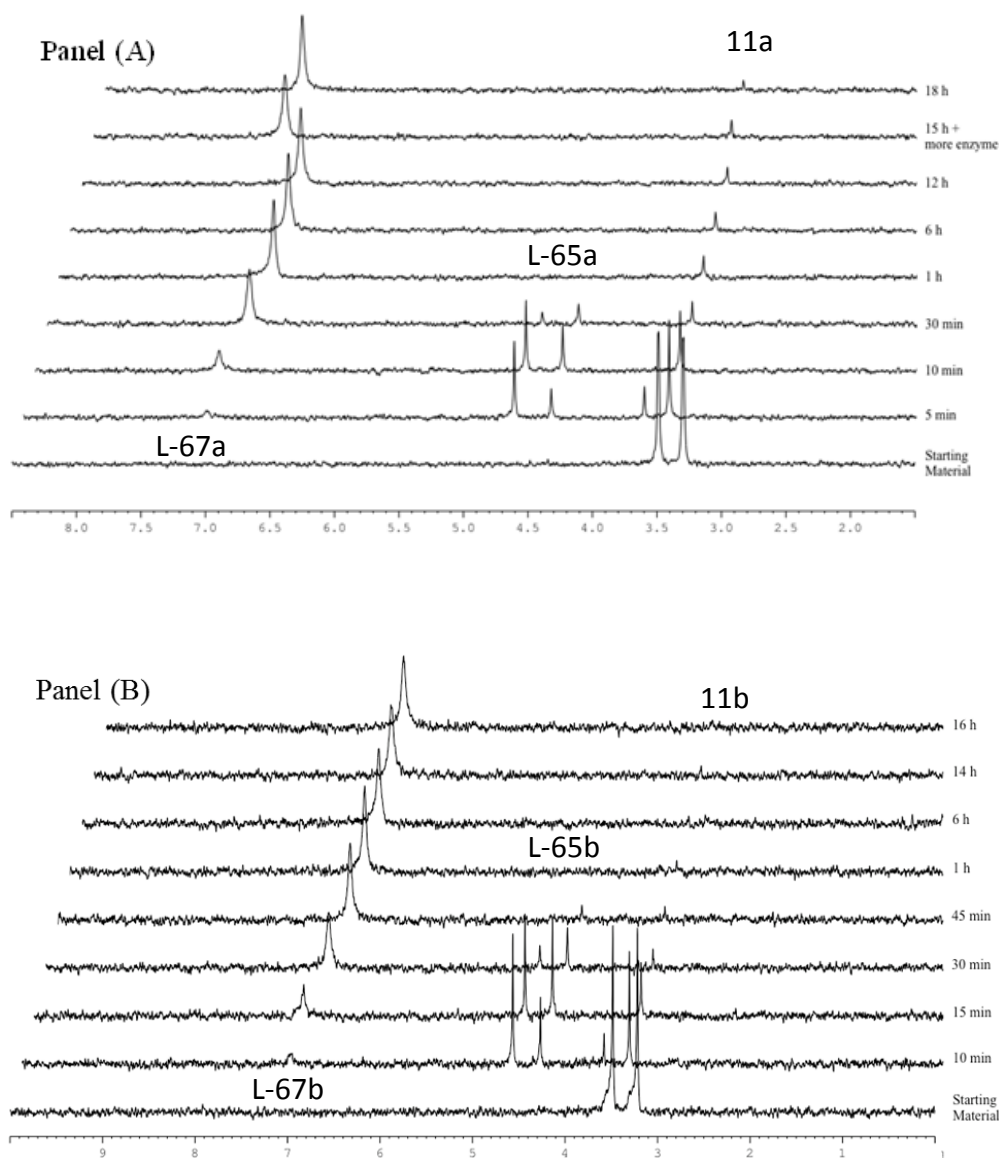 Panel (A)
11a
18 h
15 h +
more enzyme
12 h
6 h
L-65a
1 h
30 min
10 min
5 min
L-67a
Starting
Material
8.0 7.5 7.0 6.5 6.0 5.5 5.0 4.5 4.0 3.5 3.0 2.5 2.0
Panel (B)
11b
16 h
14 h
6 h
L-65b
1 h
45 min
30 min
15 min
10 min
L-67b
Starting
Material
9 8 7 6 5 4 3 2 1